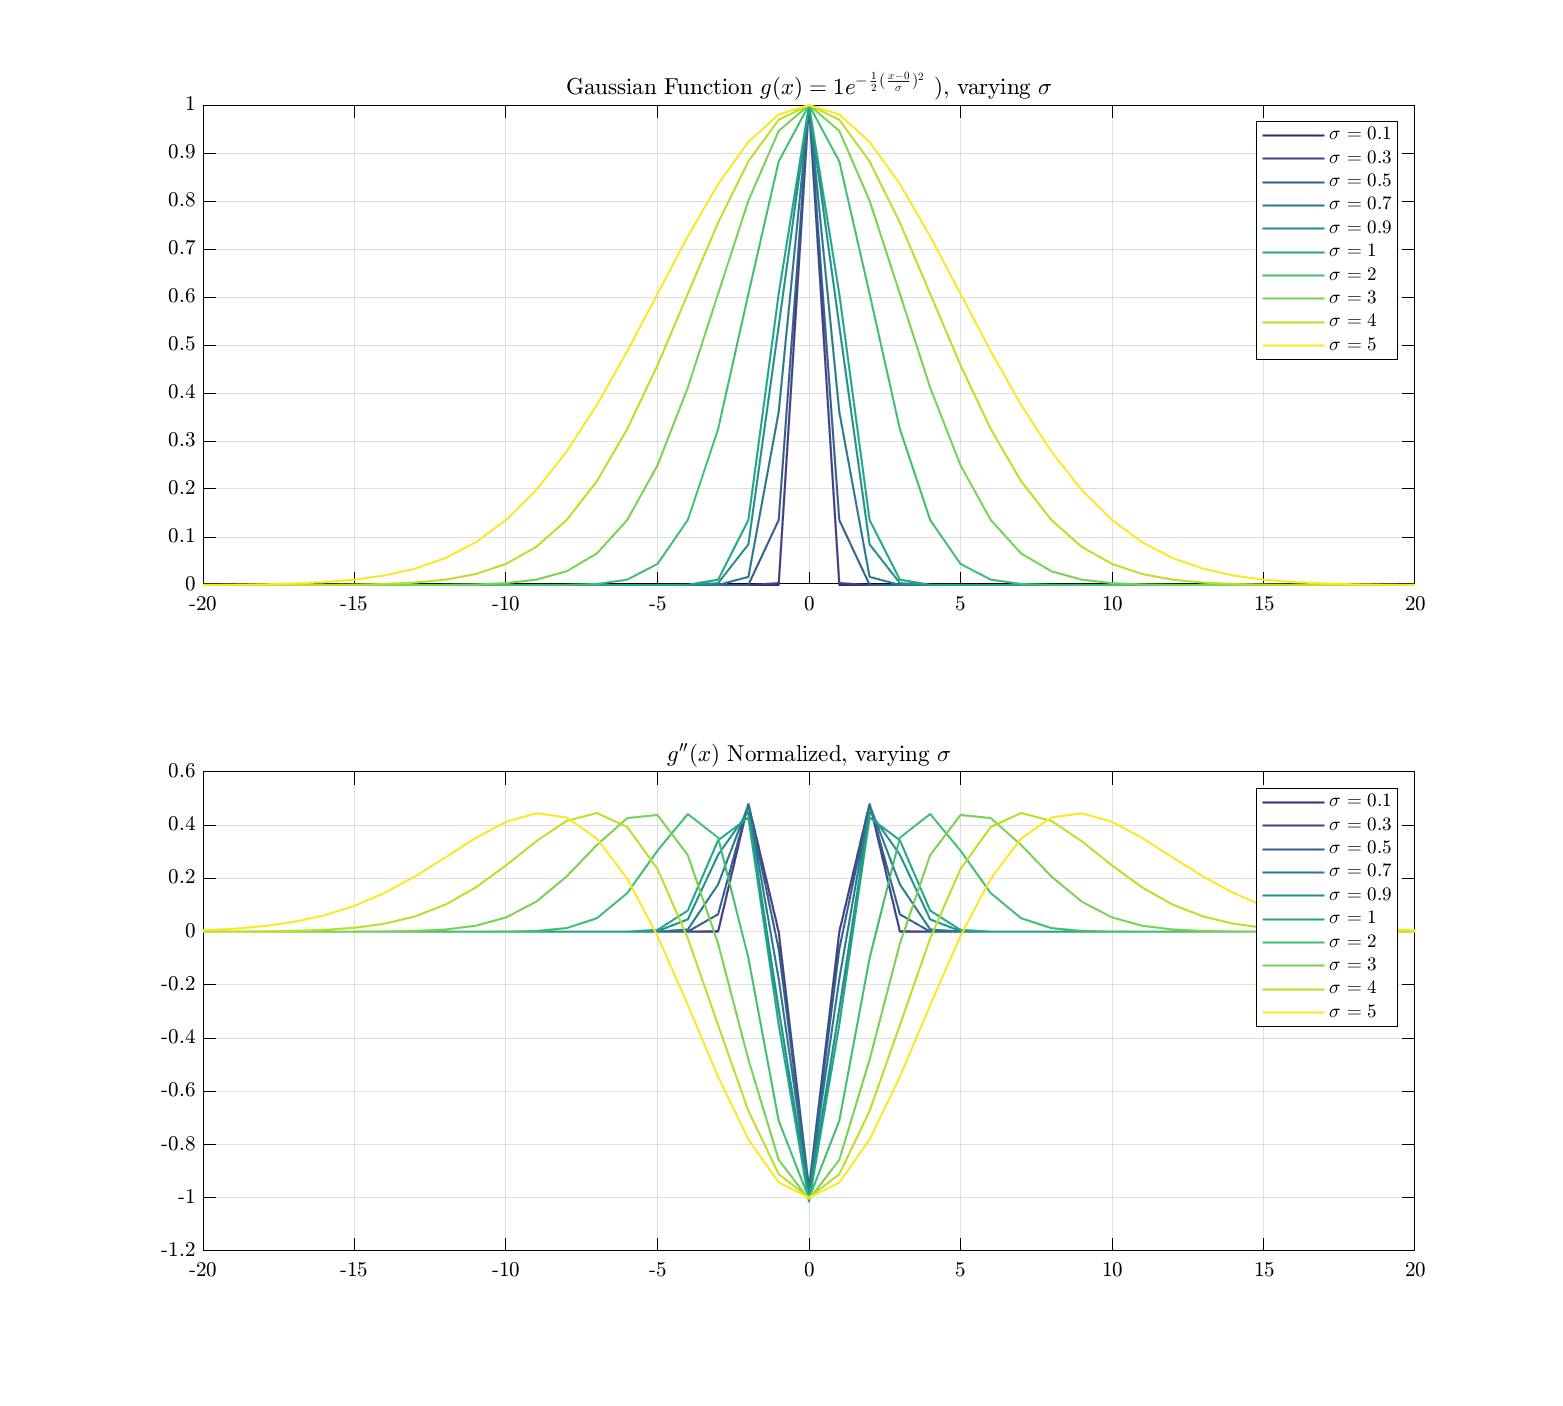 Gaussian Function $g(x) = 1e^{-\frac{1}{2}(\frac{x-0}{\sigma})^2}$ ), varying σ
1
0.9
0.8
0.7
0.6
0.5
0.4
0.3
0.2
0.1
0
-20 -15 -10 -5 0 5 10 15 20
σ = 0.1
σ = 0.3
σ = 0.5
σ = 0.7
σ = 0.9
σ = 1
σ = 2
σ = 3
σ = 4
σ = 5
g″(x) Normalized, varying σ
0.6
0.4
0.2
0
-0.2
-0.4
-0.6
-0.8
-1
-1.2
-20 -15 -10 -5 0 5 10 15 20
σ = 0.1
σ = 0.3
σ = 0.5
σ = 0.7
σ = 0.9
σ = 1
σ = 2
σ = 3
σ = 4
σ = 5